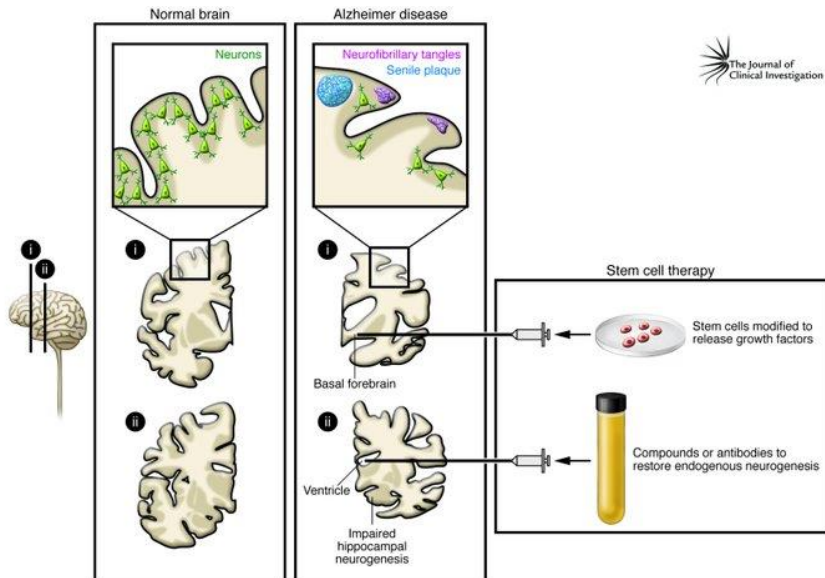 Normal brain
Alzheimer disease
The Journal of
Clinical Investigation
Neurons
Neurofibrillary tangles
Senile plaque
i
ii
i
i
Stem cell therapy
Stem cells modified to
release growth factors
Basal forebrain
ii
ii
Compounds or antibodies to
restore endogenous neurogenesis
Ventricle
Impaired
hippocampal
neurogenesis